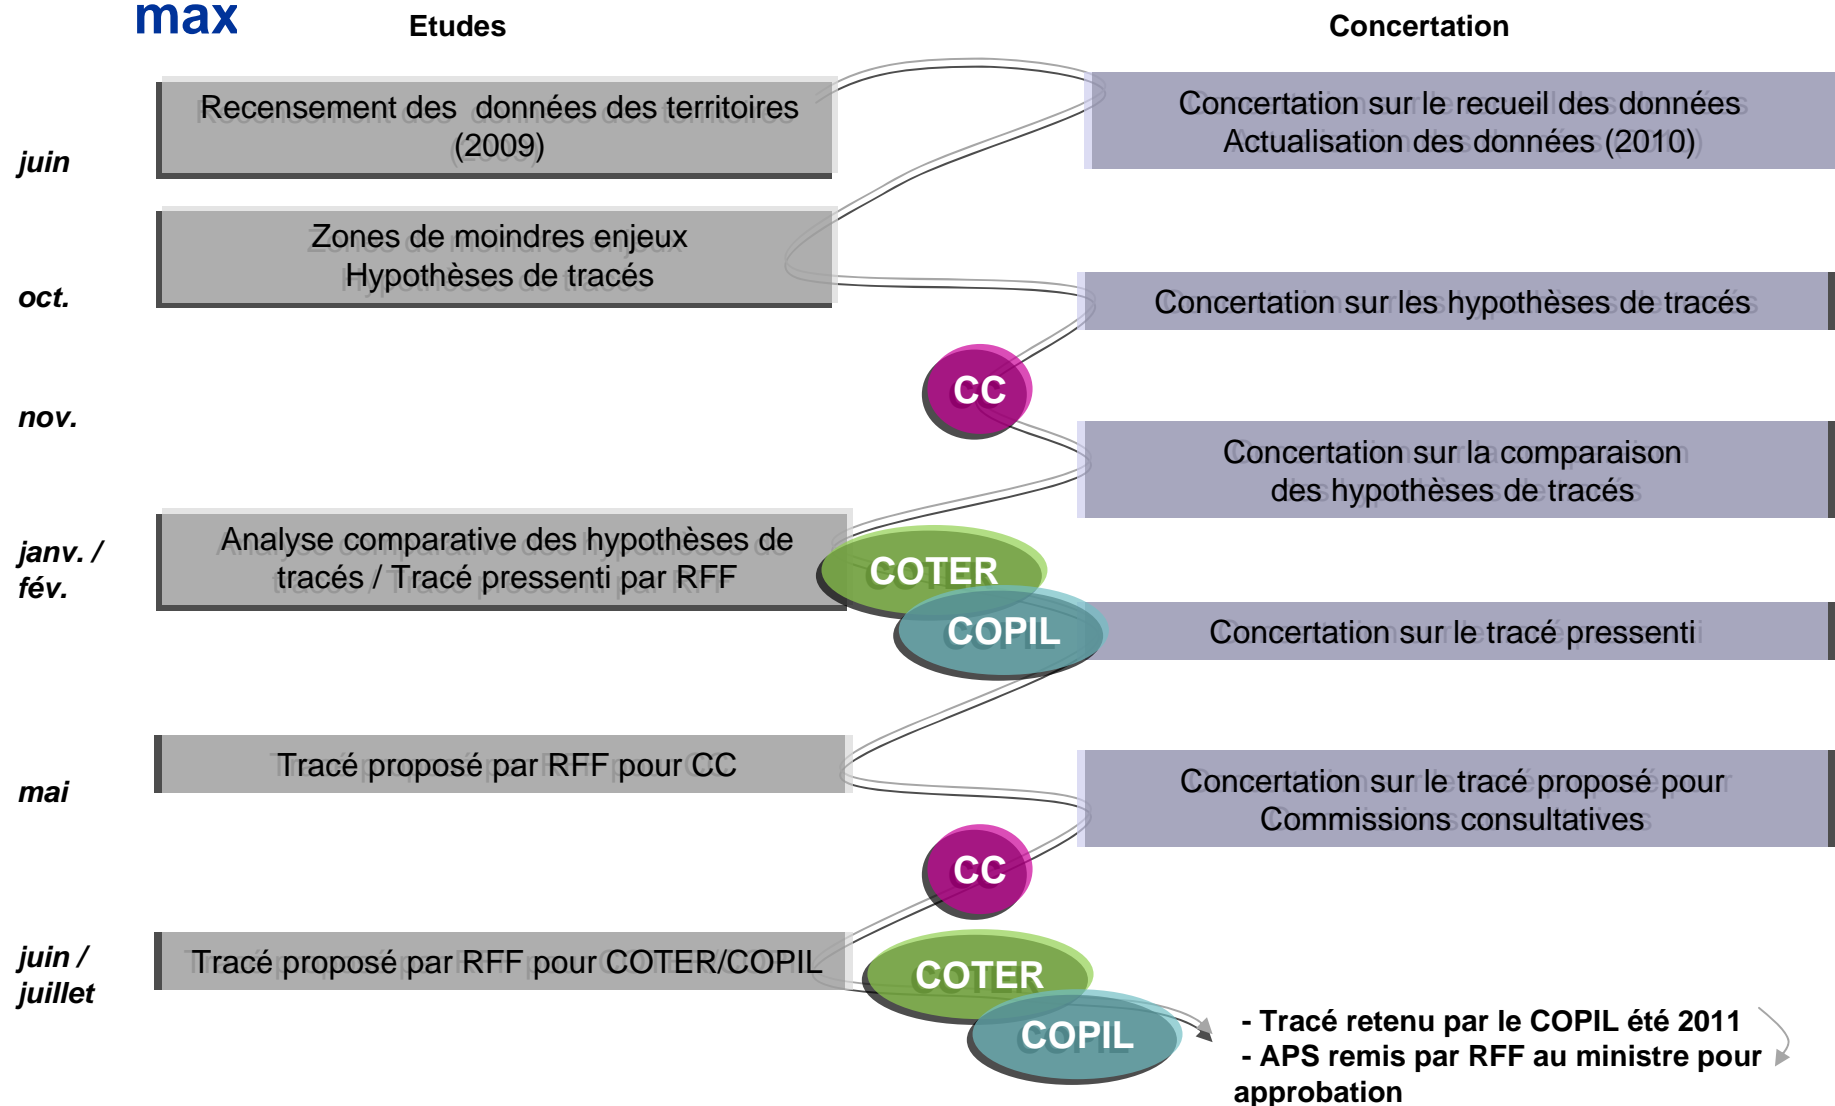 max
Etudes
Concertation
juin
Recensement des données des territoires
(2009)
Concertation sur le recueil des données
Actualisation des données (2010)
Zones de moindres enjeux
Hypothèses de tracés
oct.
Concertation sur les hypothèses de tracés
CC
nov.
Concertation sur la comparaison
des hypothèses de tracés
janv. /
fév.
Analyse comparative des hypothèses de
tracés / Tracé pressenti par RFF
COTER
COPIL
Concertation sur le tracé pressenti
Tracé proposé par RFF pour CC
mai
Concertation sur le tracé proposé pour
Commissions consultatives
CC
juin /
juillet
Tracé proposé par RFF pour COTER/COPIL
COTER
COPIL
- Tracé retenu par le COPIL été 2011
- APS remis par RFF au ministre pour
approbation